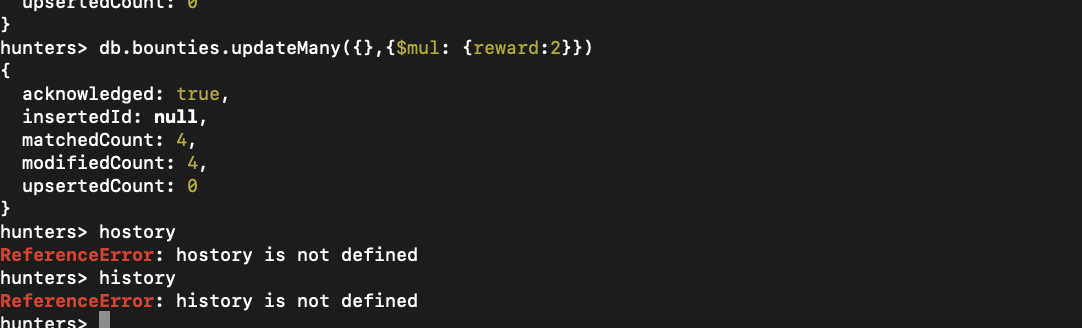 upsertedCount: 0
}
hunters> db.bounties.updateMany({},{$mul: {reward:2}})
{
  acknowledged: true,
  insertedId: null,
  matchedCount: 4,
  modifiedCount: 4,
  upsertedCount: 0
}
hunters> hostory
ReferenceError: hostory is not defined
hunters> history
ReferenceError: history is not defined
hunters>